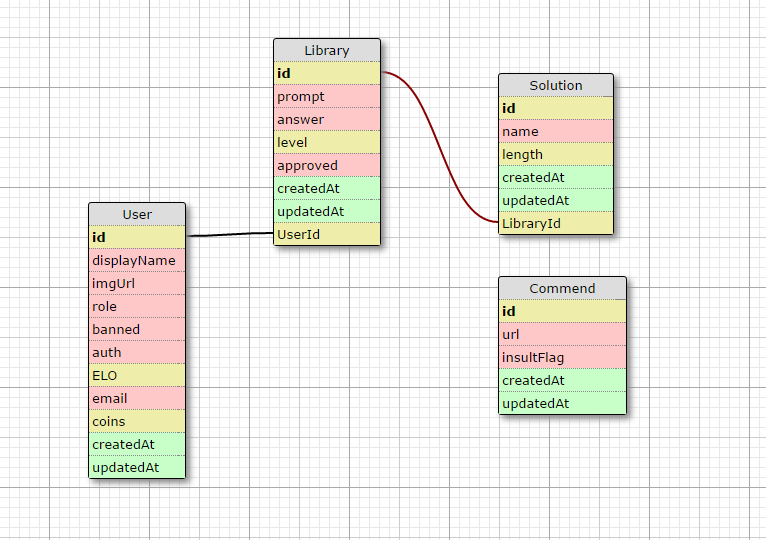 Library
id
prompt
answer
level
approved
createdAt
updatedAt
UserId
Solution
id
name
length
createdAt
updatedAt
LibraryId
User
id
displayName
imgUrl
role
banned
auth
ELO
email
coins
createdAt
updatedAt
Commend
id
url
insultFlag
createdAt
updatedAt